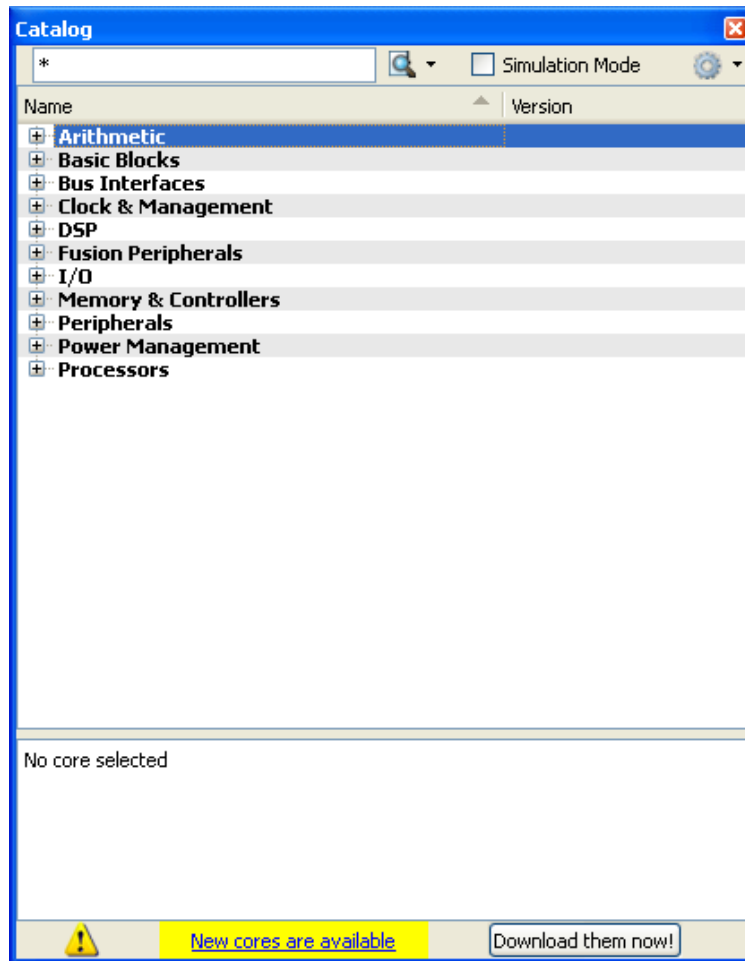 Catalog
*
Simulation Mode
Name Version
Arithmetic
Basic Blocks
Bus Interfaces
Clock & Management
DSP
Fusion Peripherals
I/O
Memory & Controllers
Peripherals
Power Management
Processors
No core selected
New cores are available Download them now!